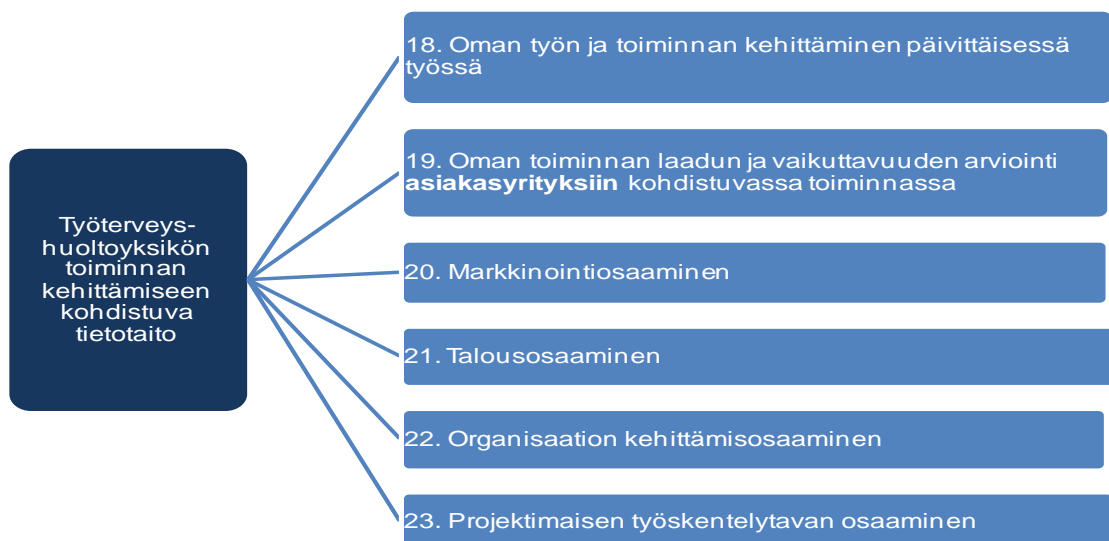 Työterveys-
huoltoyksikön
toiminnan
kehittämiseen
kohdistuva
tietotaito
18. Oman työn ja toiminnan kehittäminen päivittäisessä
työssä
19. Oman toiminnan laadun ja vaikuttavuuden arviointi
asiakasyrityksiin kohdistuvassa toiminnassa
20. Markkinointiosaaminen
21. Talousosaaminen
22. Organisaation kehittämisosaaminen
23. Projektimaisen työskentelytavan osaaminen